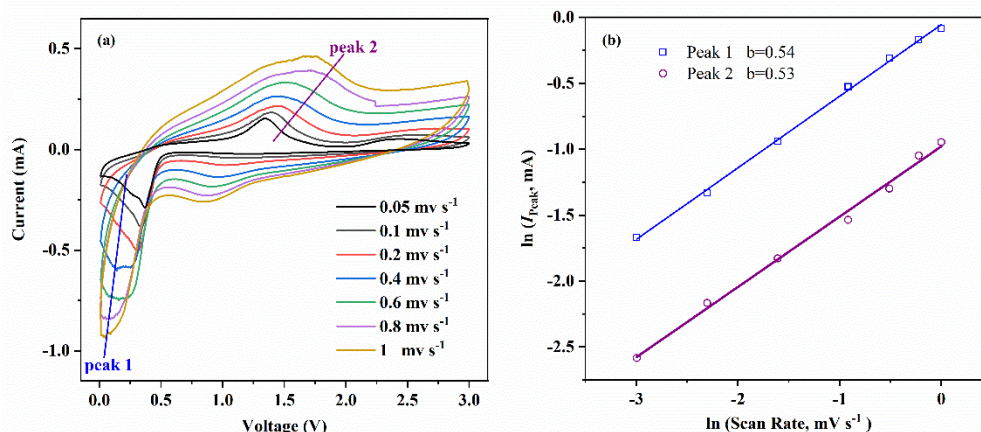 (a)
peak 2
0.5
0.0
-0.5
-1.0
Current (mA)
0.05 mv s⁻¹
0.1 mv s⁻¹
0.2 mv s⁻¹
0.4 mv s⁻¹
0.6 mv s⁻¹
0.8 mv s⁻¹
1 mv s⁻¹
peak 1
0.0 0.5 1.0 1.5 2.0 2.5 3.0
Voltage (V)
(b)
Peak 1 b=0.54
Peak 2 b=0.53
0.0
-0.5
-1.0
-1.5
-2.0
-2.5
ln (I_Peak, mA)
-3 -2 -1 0
ln (Scan Rate, mV s⁻¹ )